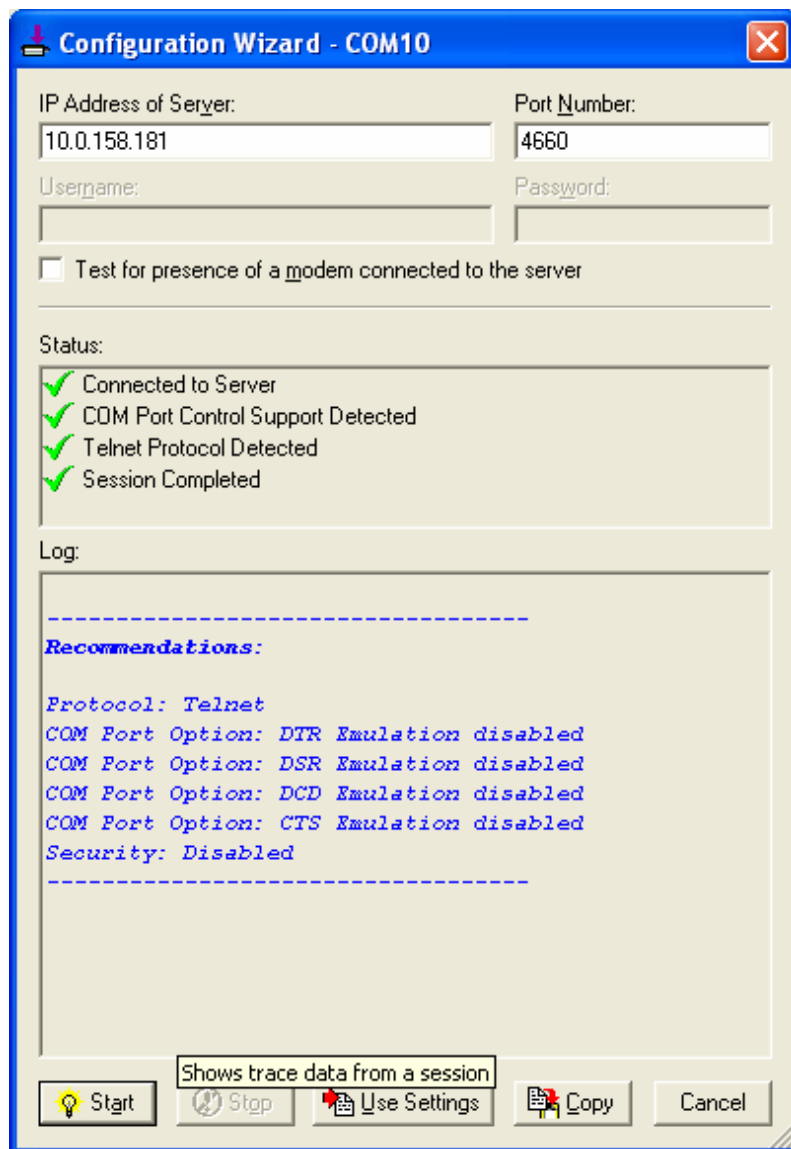 Configuration Wizard - COM10
IP Address of Server: Port Number:
10.0.158.181 4660
Username: Password:
Test for presence of a modem connected to the server
Status:
Connected to Server
COM Port Control Support Detected
Telnet Protocol Detected
Session Completed
Log:
------------------------------------
Recommendations:
Protocol: Telnet
COM Port Option: DTR Emulation disabled
COM Port Option: DSR Emulation disabled
COM Port Option: DCD Emulation disabled
COM Port Option: CTS Emulation disabled
Security: Disabled
------------------------------------
Shows trace data from a session
Start Stop Use Settings Copy Cancel